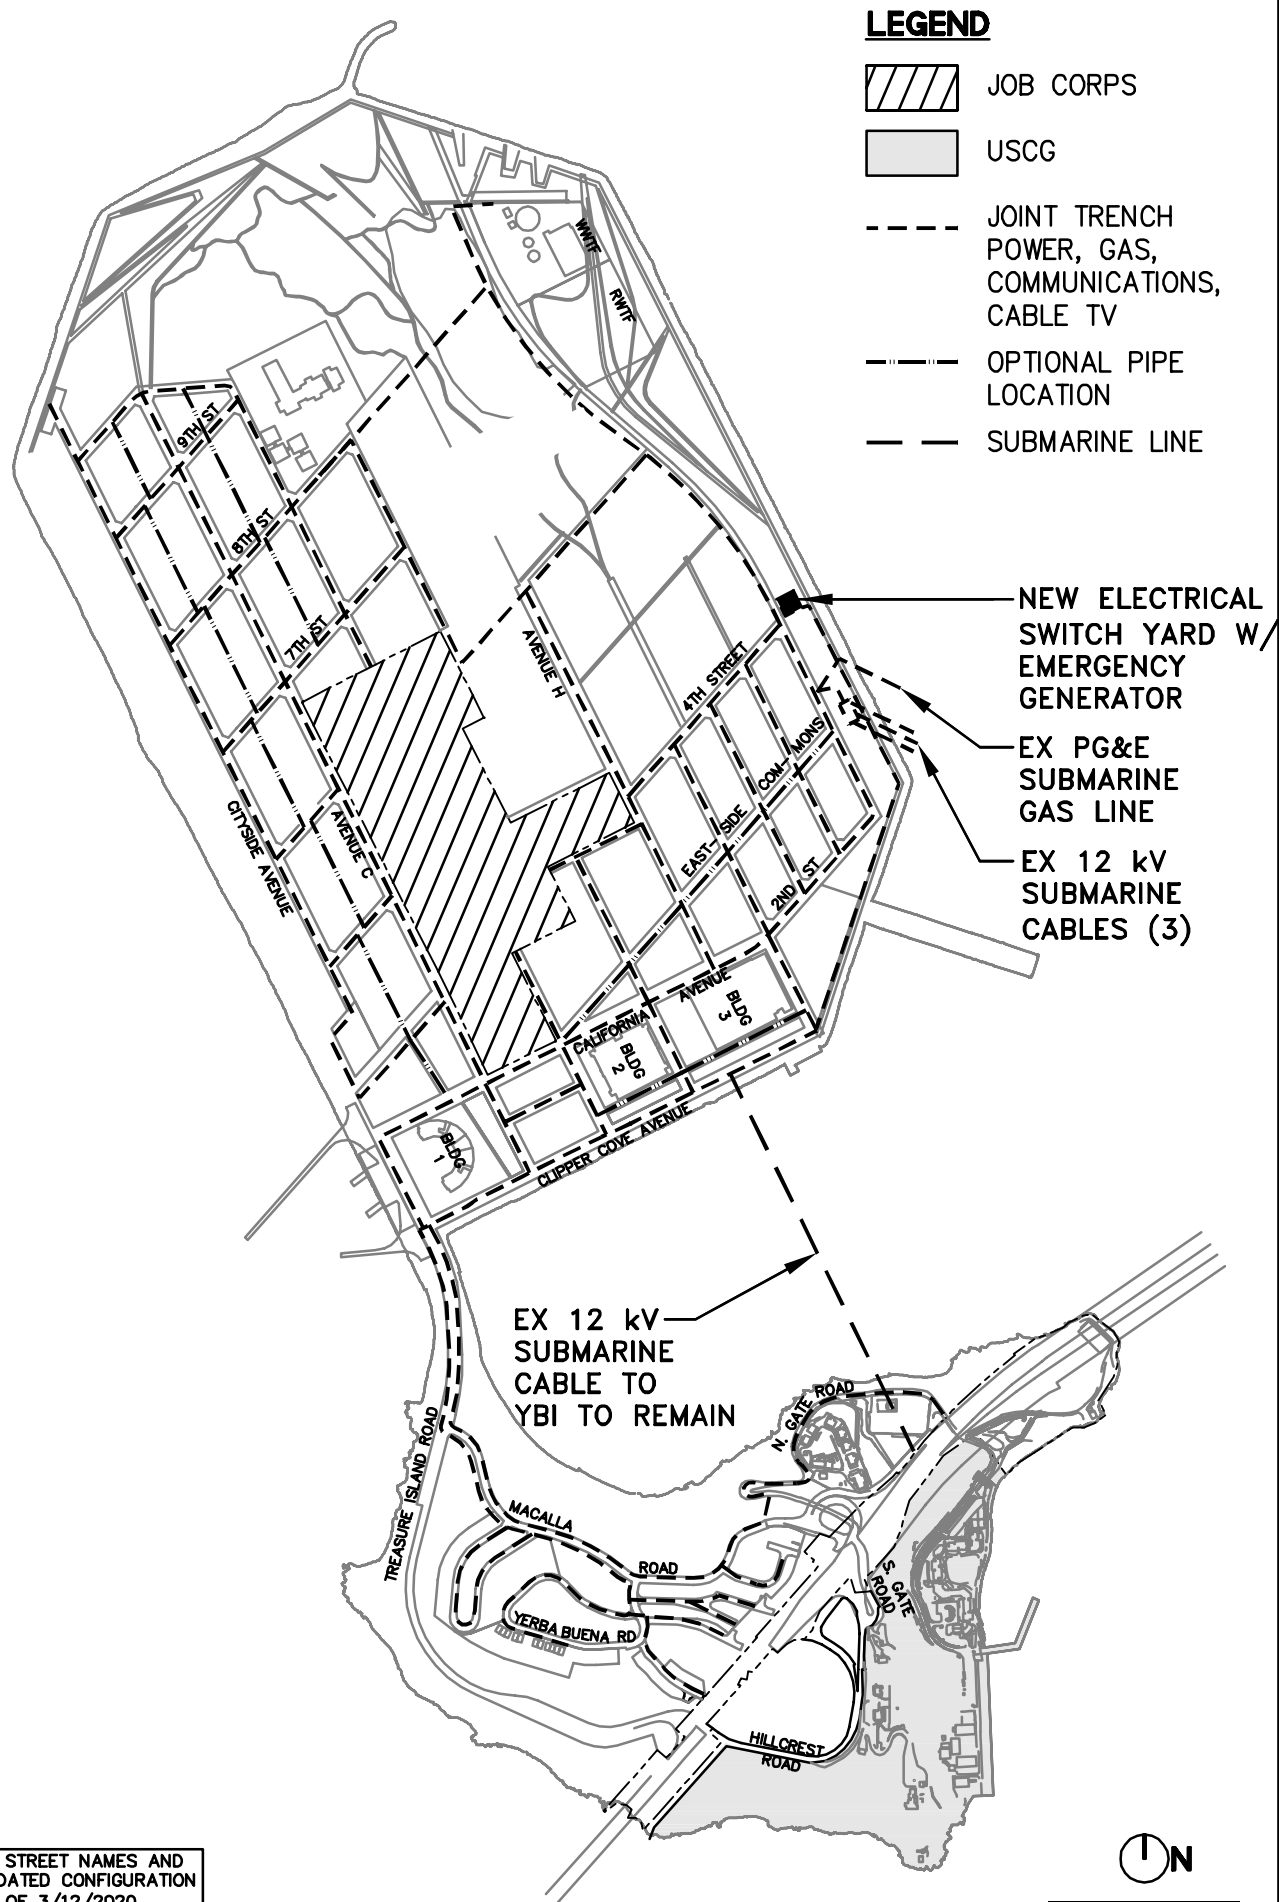 LEGEND
JOB CORPS
USCG
JOINT TRENCH
POWER, GAS,
COMMUNICATIONS,
CABLE TV
OPTIONAL PIPE
LOCATION
SUBMARINE LINE
WWTF
RWTF
9TH ST
8TH ST
7TH ST
AVENUE H
4TH STREET
NEW ELECTRICAL
SWITCH YARD W/
EMERGENCY
GENERATOR
EX PG&E
SUBMARINE
GAS LINE
EX 12 kV
SUBMARINE
CABLES (3)
CITYSIDE AVENUE
AVENUE C
EAST SIDE COM MONS
2ND ST
CALIFORNIA AVENUE
BLDG
3
BLDG
2
BLDG
1
CLIPPER COVE AVENUE
EX 12 kV
SUBMARINE
CABLE TO
YBI TO REMAIN
N. GATE ROAD
TREASURE ISLAND ROAD
MACALLA ROAD
YERBA BUENA RD
S. GATE
ROAD
HILLCREST
ROAD
STREET NAMES AND
DATED CONFIGURATION
OF 3/12/2020
N